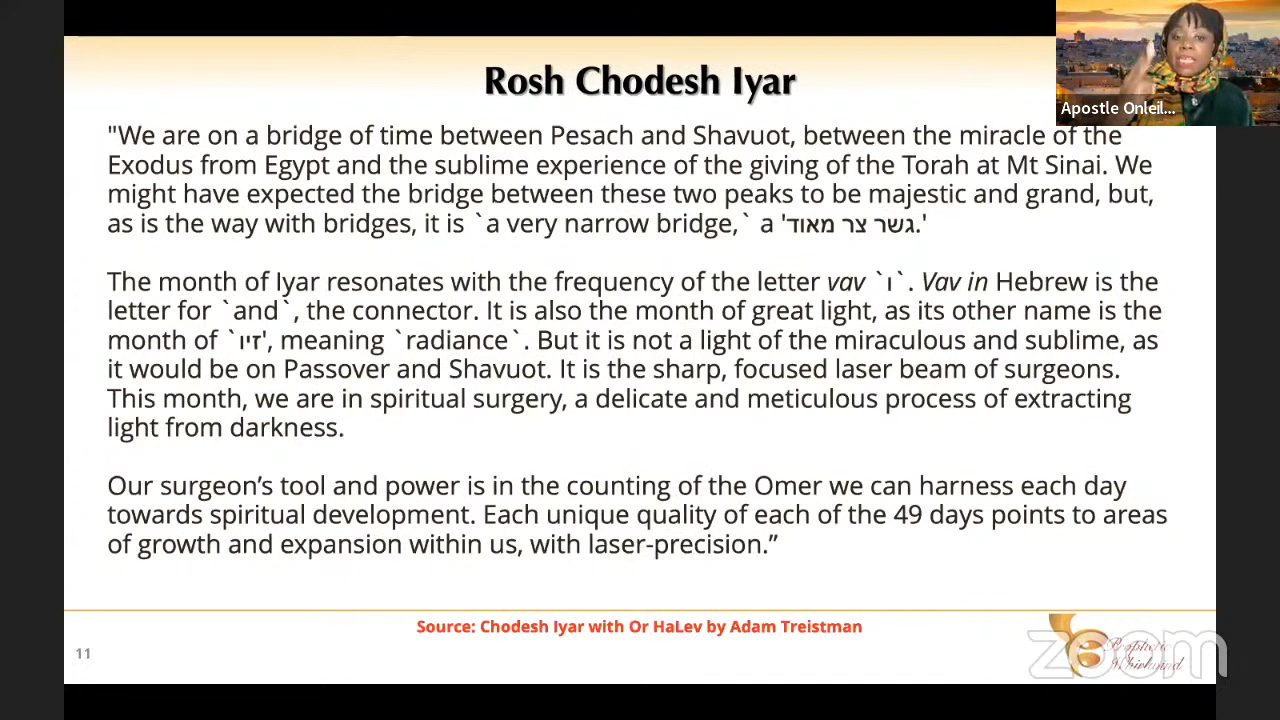 Rosh Chodesh Iyar
Apostle Onleil...
"We are on a bridge of time between Pesach and Shavuot, between the miracle of the
Exodus from Egypt and the sublime experience of the giving of the Torah at Mt Sinai. We
might have expected the bridge between these two peaks to be majestic and grand, but,
as is the way with bridges, it is `a very narrow bridge,` a 'גשר צר מאוד.'
The month of Iyar resonates with the frequency of the letter vav `ו`. Vav in Hebrew is the
letter for `and`, the connector. It is also the month of great light, as its other name is the
month of `זיו', meaning `radiance`. But it is not a light of the miraculous and sublime, as
it would be on Passover and Shavuot. It is the sharp, focused laser beam of surgeons.
This month, we are in spiritual surgery, a delicate and meticulous process of extracting
light from darkness.
Our surgeon’s tool and power is in the counting of the Omer we can harness each day
towards spiritual development. Each unique quality of each of the 49 days points to areas
of growth and expansion within us, with laser-precision.”
Source: Chodesh Iyar with Or HaLev by Adam Treistman
11
Prophetic
Whirlwind
zoom